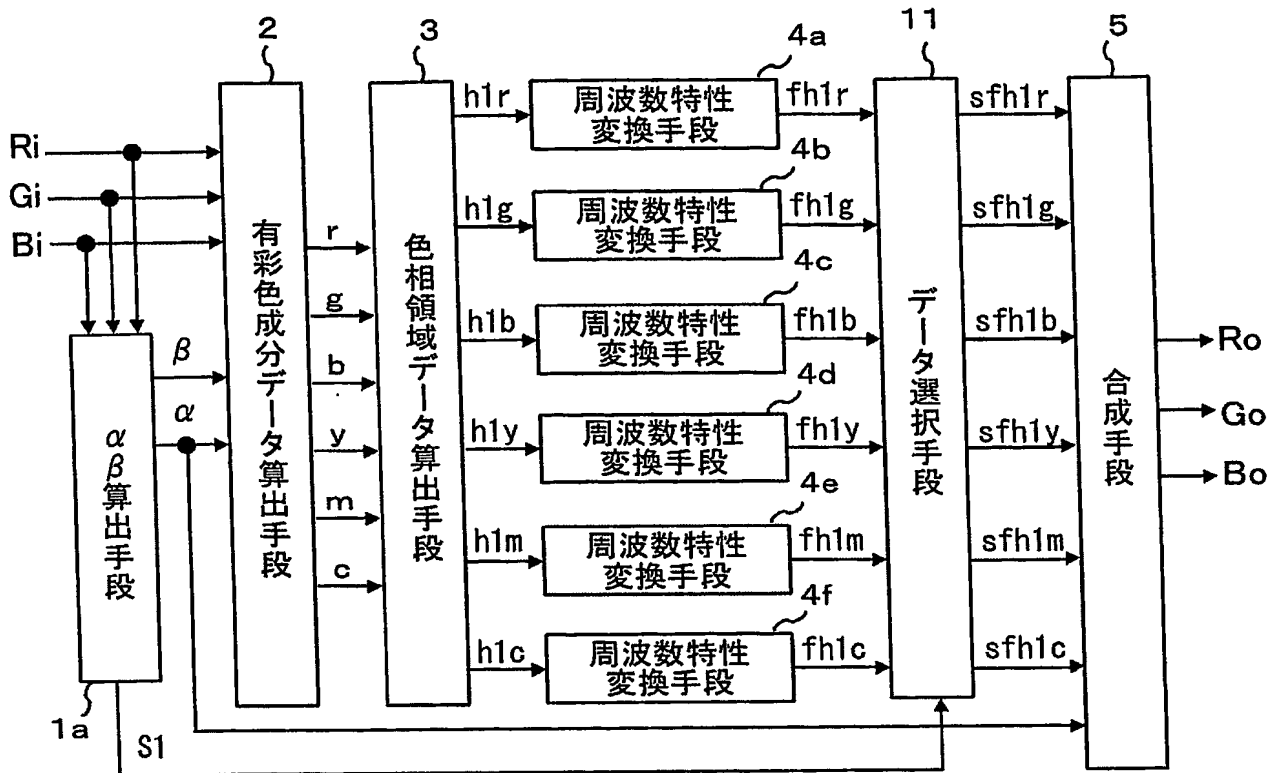 2
3
4a
11
5
Ri
Gi
Bi
αβ算出手段
1a
S1
β
α
有彩色成分データ算出手段
r
g
b
y
m
c
色相領域データ算出手段
h1r
h1g
h1b
h1y
h1m
h1c
周波数特性
変換手段
4b
周波数特性
変換手段
4c
周波数特性
変換手段
4d
周波数特性
変換手段
4e
周波数特性
変換手段
4f
周波数特性
変換手段
fh1r
fh1g
fh1b
fh1y
fh1m
fh1c
データ選択手段
sfh1r
sfh1g
sfh1b
sfh1y
sfh1m
sfh1c
合成手段
Ro
Go
Bo